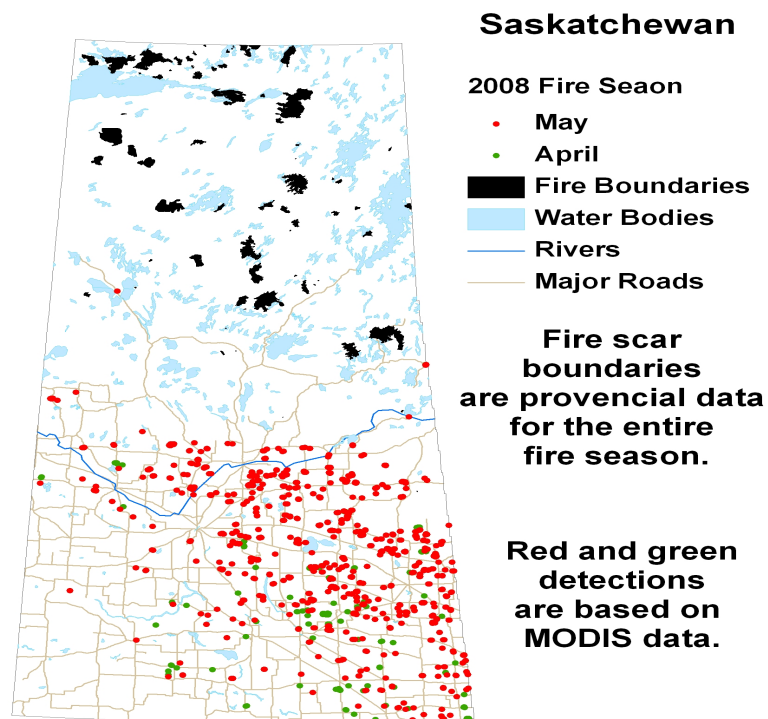 Saskatchewan
2008 Fire Seaon
May
April
Fire Boundaries
Water Bodies
Rivers
Major Roads
Fire scar
boundaries
are provencial data
for the entire
fire season.
Red and green
detections
are based on
MODIS data.